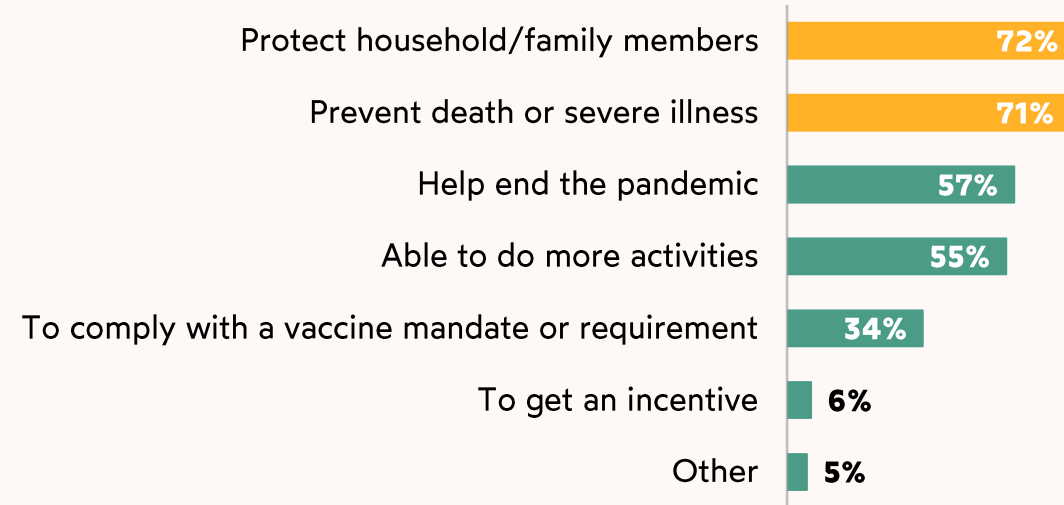 Protect household/family members 72%
Prevent death or severe illness 71%
Help end the pandemic 57%
Able to do more activities 55%
To comply with a vaccine mandate or requirement 34%
To get an incentive 6%
Other 5%